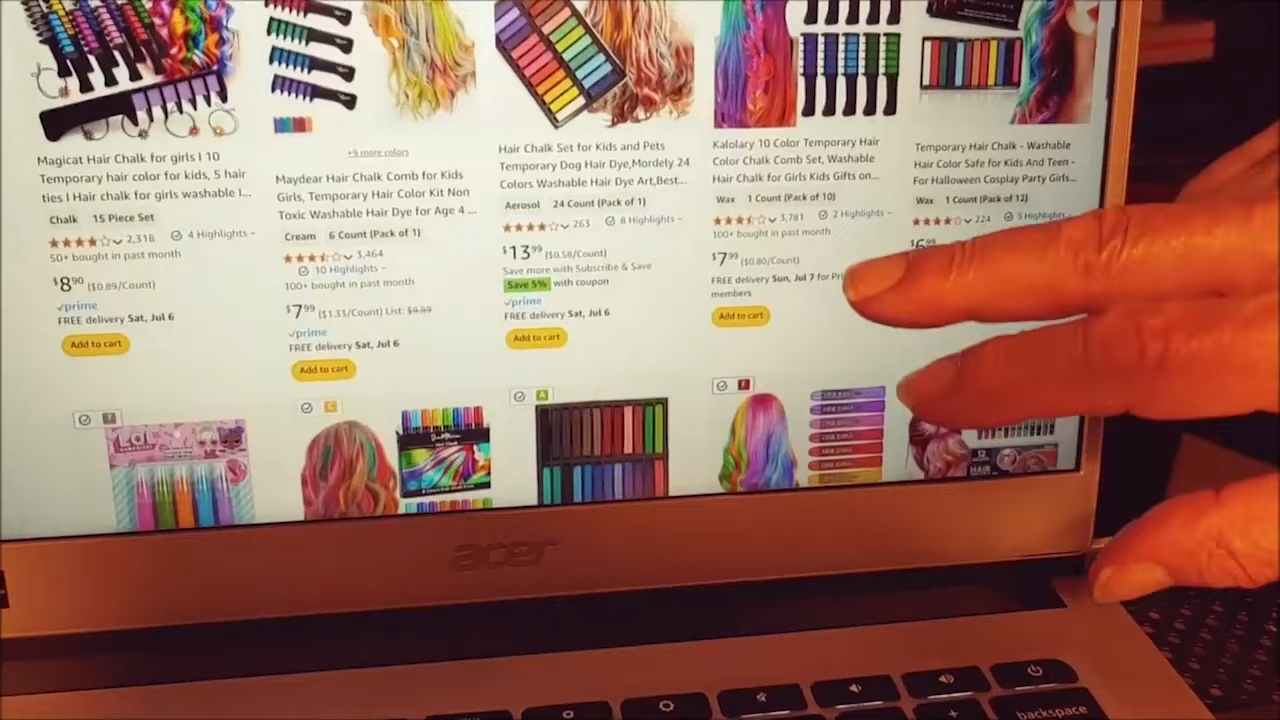 Magicat Hair Chalk for girls I 10
Temporary hair color for kids, 5 hair
ties I Hair chalk for girls washable I...
Chalk 15 Piece Set
2,318 4 Highlights
50+ bought in past month
$8.90 ($0.89/Count)
prime
FREE delivery Sat, Jul 6
Add to cart
+9 more colors
Maydear Hair Chalk Comb for Kids
Girls, Temporary Hair Color Kit Non
Toxic Washable Hair Dye for Age 4 ...
Cream 6 Count (Pack of 1)
3,464
10 Highlights
100+ bought in past month
$7.99 ($1.33/Count) List: $9.99
prime
FREE delivery Sat, Jul 6
Add to cart
Hair Chalk Set for Kids and Pets
Temporary Dog Hair Dye,Mordely 24
Colors Washable Hair Dye Art,Best...
Aerosol 24 Count (Pack of 1)
263 8 Highlights
$13.99 ($0.58/Count)
Save more with Subscribe & Save
Save 5% with coupon
prime
FREE delivery Sat, Jul 6
Add to cart
Kalolary 10 Color Temporary Hair
Color Chalk Comb Set, Washable
Hair Chalk for Girls Kids Gifts on...
Wax 1 Count (Pack of 10)
3,781 2 Highlights
100+ bought in past month
$7.99 ($0.80/Count)
FREE delivery Sun, Jul 7 for
members
Add to cart
Temporary Hair Chalk - Washable
Hair Color Safe for Kids And Teen -
For Halloween Cosplay Party Girls...
Wax 1 Count (Pack of 12)
224 5 Highlights
$6.99
C
A
F
12
HAIR
acer
backspace